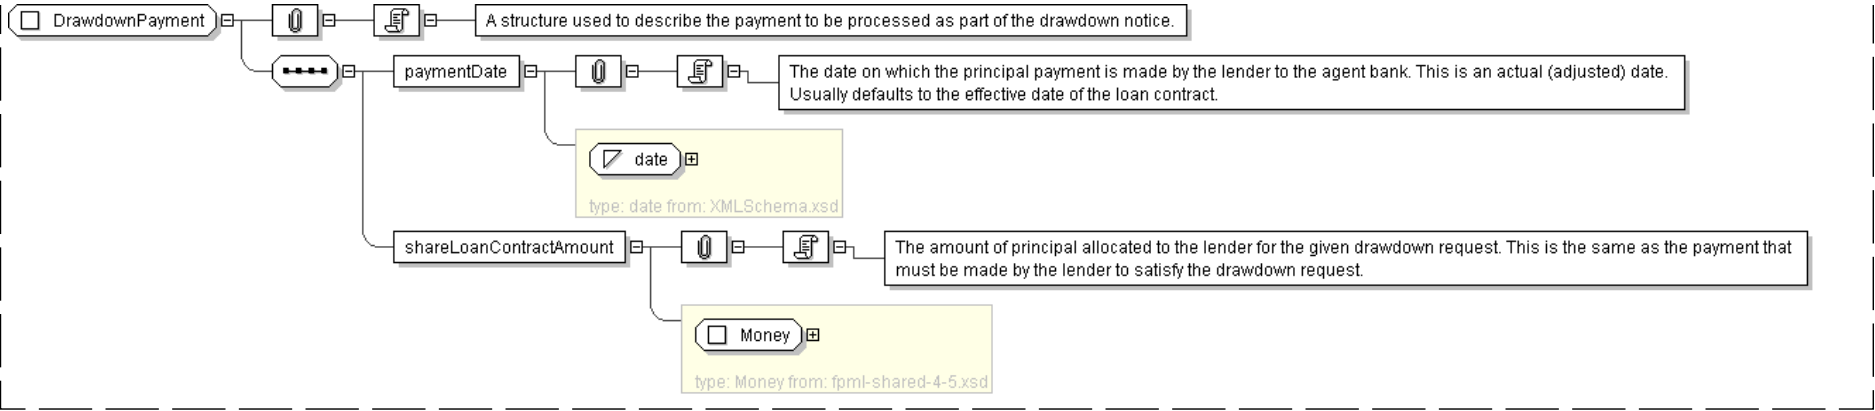 DrawdownPayment
A structure used to describe the payment to be processed as part of the drawdown notice.
paymentDate
The date on which the principal payment is made by the lender to the agent bank. This is an actual (adjusted) date.
Usually defaults to the effective date of the loan contract.
date
type: date from: XMLSchema.xsd
shareLoanContractAmount
The amount of principal allocated to the lender for the given drawdown request. This is the same as the payment that
must be made by the lender to satisfy the drawdown request.
Money
type: Money from: fpml-shared-4-5.xsd